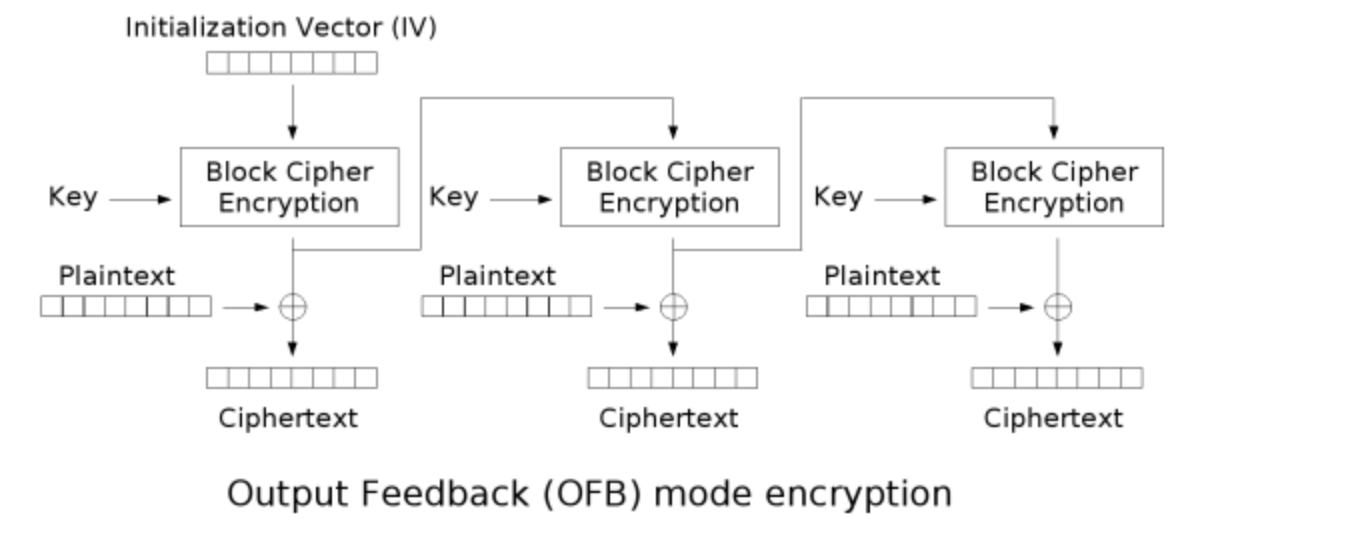 Initialization Vector (IV)
Block Cipher
Encryption
Key
Plaintext
Ciphertext
Block Cipher
Encryption
Key
Plaintext
Ciphertext
Block Cipher
Encryption
Key
Plaintext
Ciphertext
Output Feedback (OFB) mode encryption